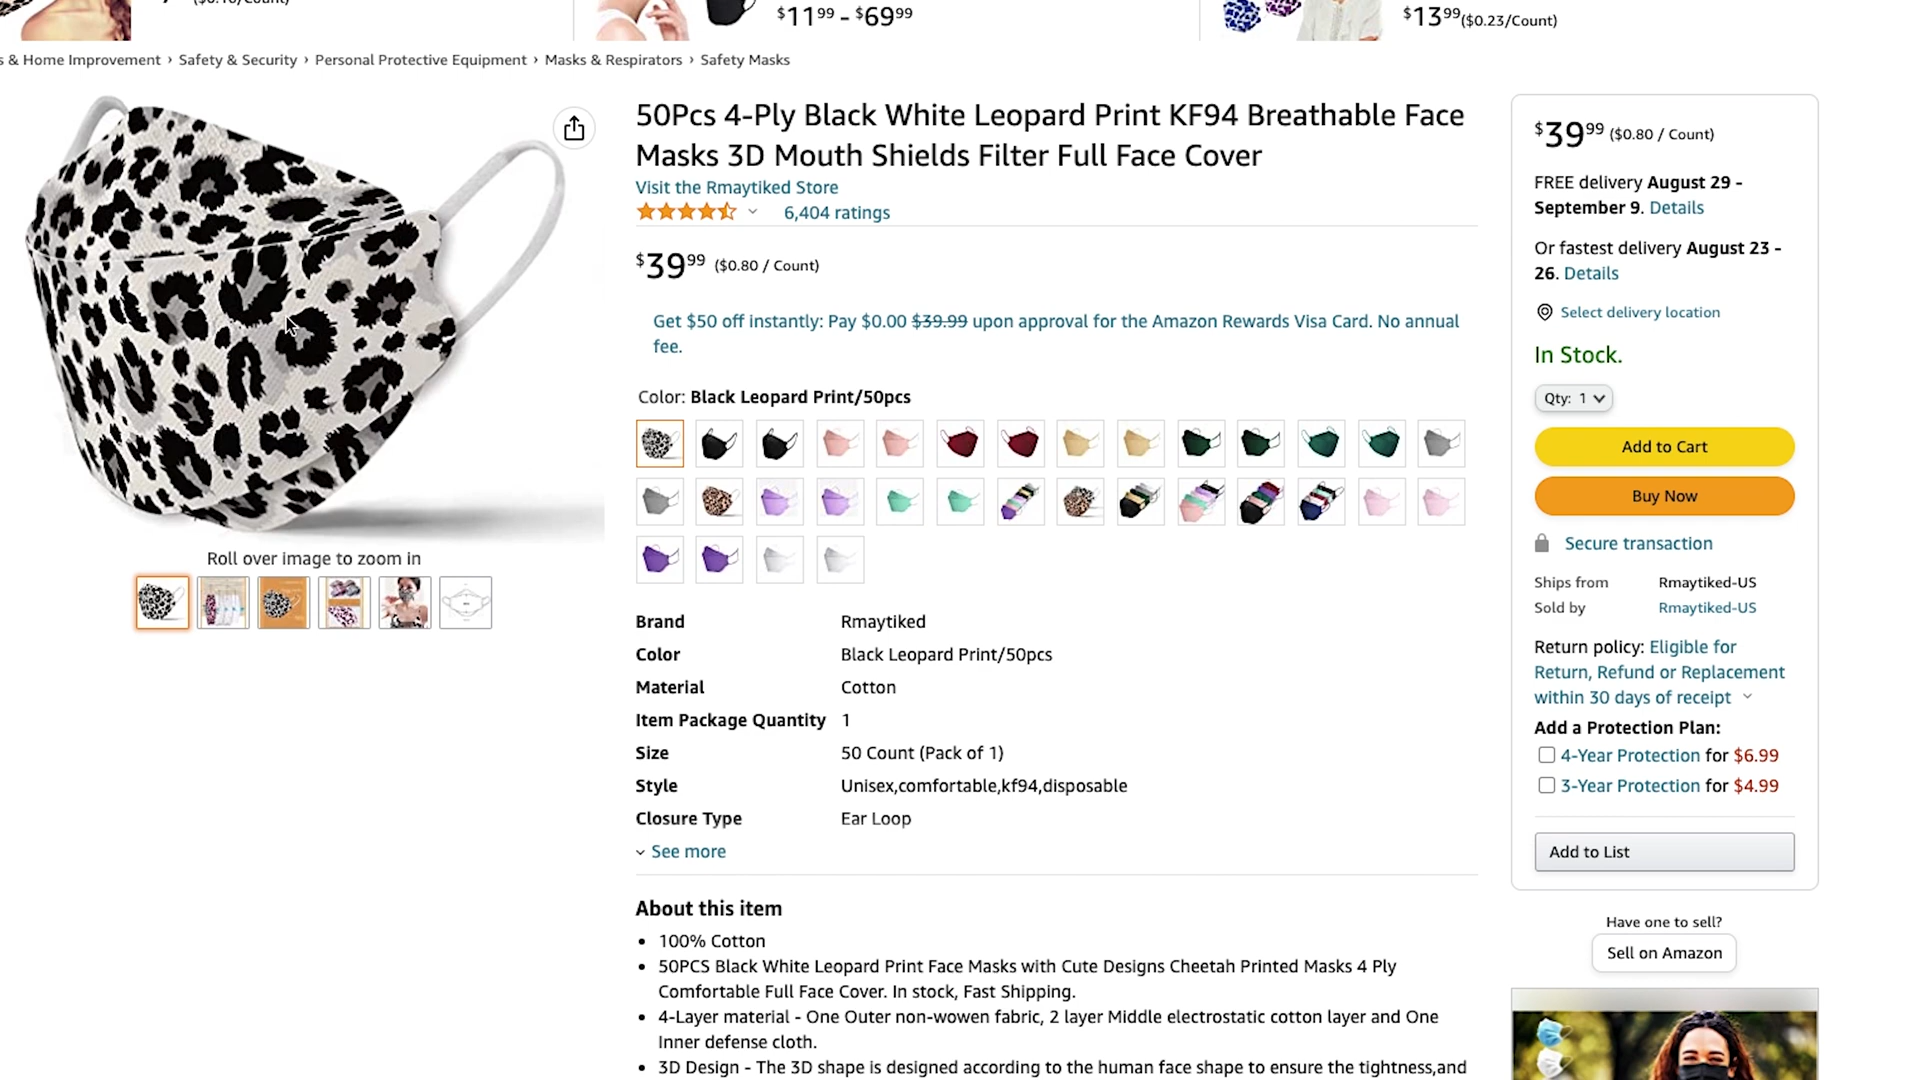 $11.99 - $69.99
$13.99($0.23/Count)
& Home Improvement › Safety & Security › Personal Protective Equipment › Masks & Respirators › Safety Masks
50Pcs 4-Ply Black White Leopard Print KF94 Breathable Face
Masks 3D Mouth Shields Filter Full Face Cover
Visit the Rmaytiked Store
6,404 ratings
$39.99 ($0.80 / Count)
Get $50 off instantly: Pay $0.00 $39.99 upon approval for the Amazon Rewards Visa Card. No annual
fee.
Color: Black Leopard Print/50pcs
Roll over image to zoom in
Brand Rmaytiked
Color Black Leopard Print/50pcs
Material Cotton
Item Package Quantity 1
Size 50 Count (Pack of 1)
Style Unisex,comfortable,kf94,disposable
Closure Type Ear Loop
See more
About this item
• 100% Cotton
• 50PCS Black White Leopard Print Face Masks with Cute Designs Cheetah Printed Masks 4 Ply
Comfortable Full Face Cover. In stock, Fast Shipping.
• 4-Layer material - One Outer non-wowen fabric, 2 layer Middle electrostatic cotton layer and One
Inner defense cloth.
• 3D Design - The 3D shape is designed according to the human face shape to ensure the tightness,and
$39.99 ($0.80 / Count)
FREE delivery August 29 -
September 9. Details
Or fastest delivery August 23 -
26. Details
Select delivery location
In Stock.
Qty: 1
Add to Cart
Buy Now
Secure transaction
Ships from Rmaytiked-US
Sold by Rmaytiked-US
Return policy: Eligible for
Return, Refund or Replacement
within 30 days of receipt
Add a Protection Plan:
4-Year Protection for $6.99
3-Year Protection for $4.99
Add to List
Have one to sell?
Sell on Amazon